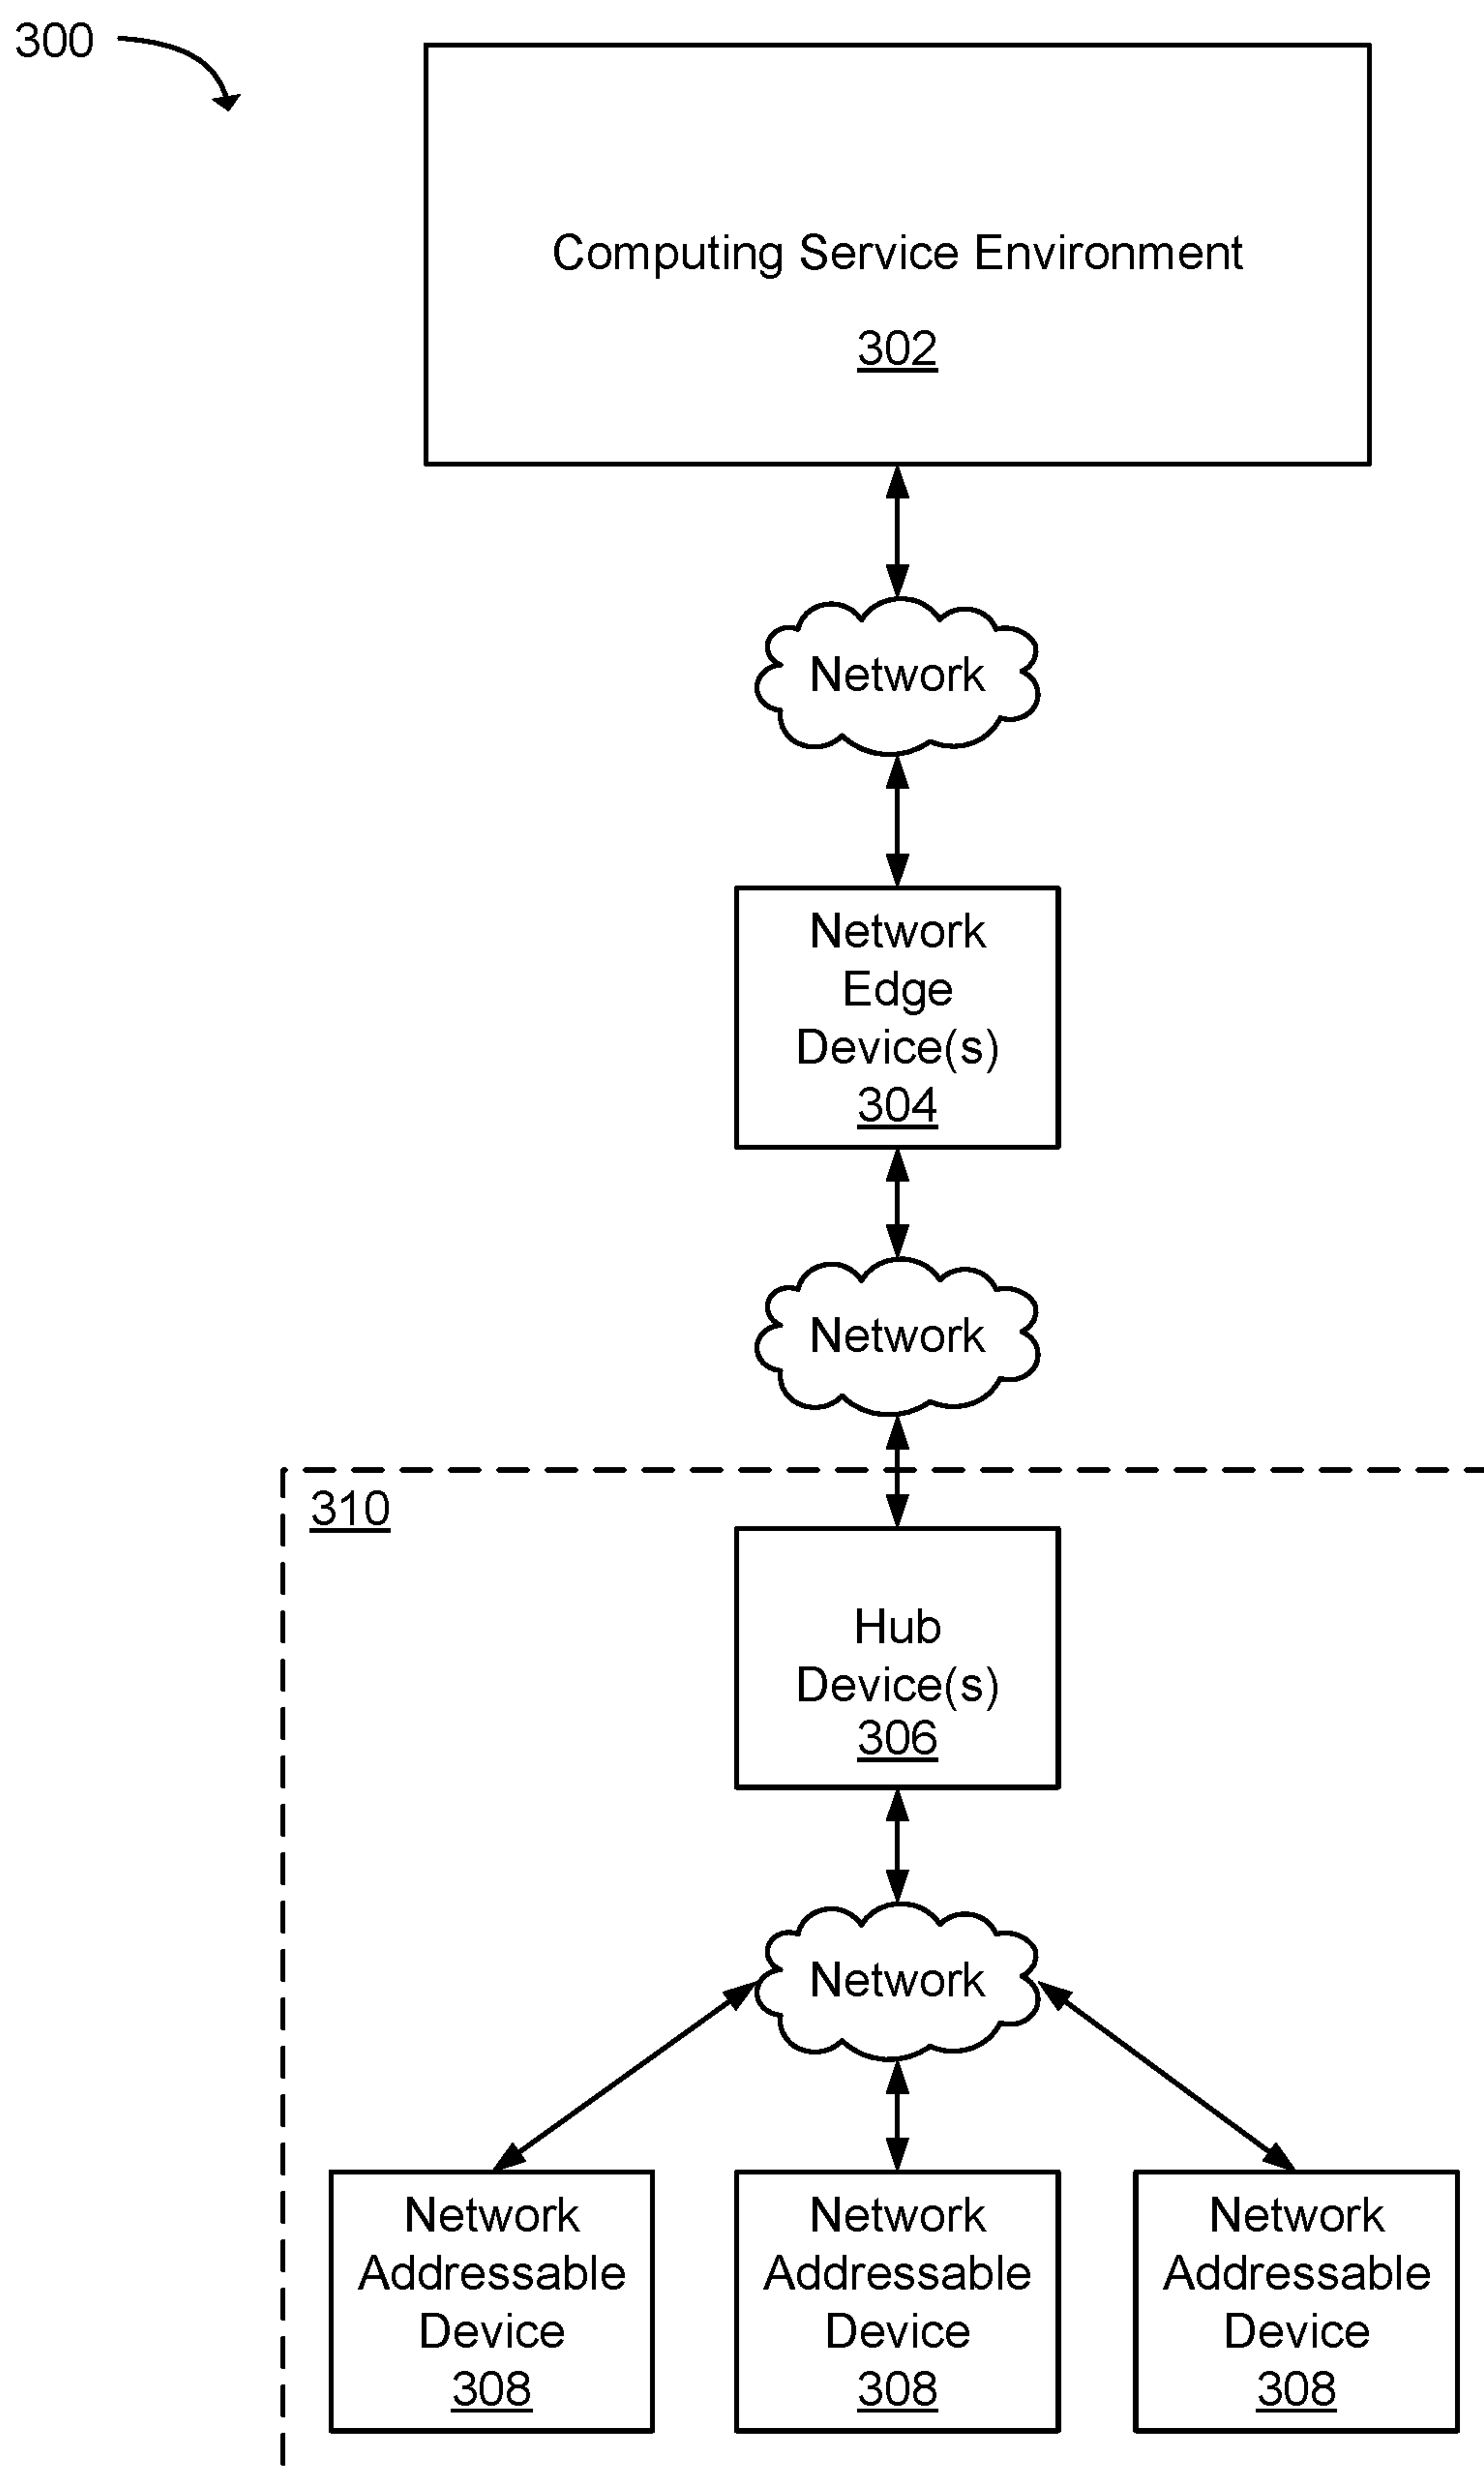 300
Computing Service Environment
302
Network
Network
Edge
Device(s)
304
Network
310
Hub
Device(s)
306
Network
Network
Addressable
Device
308
Network
Addressable
Device
308
Network
Addressable
Device
308